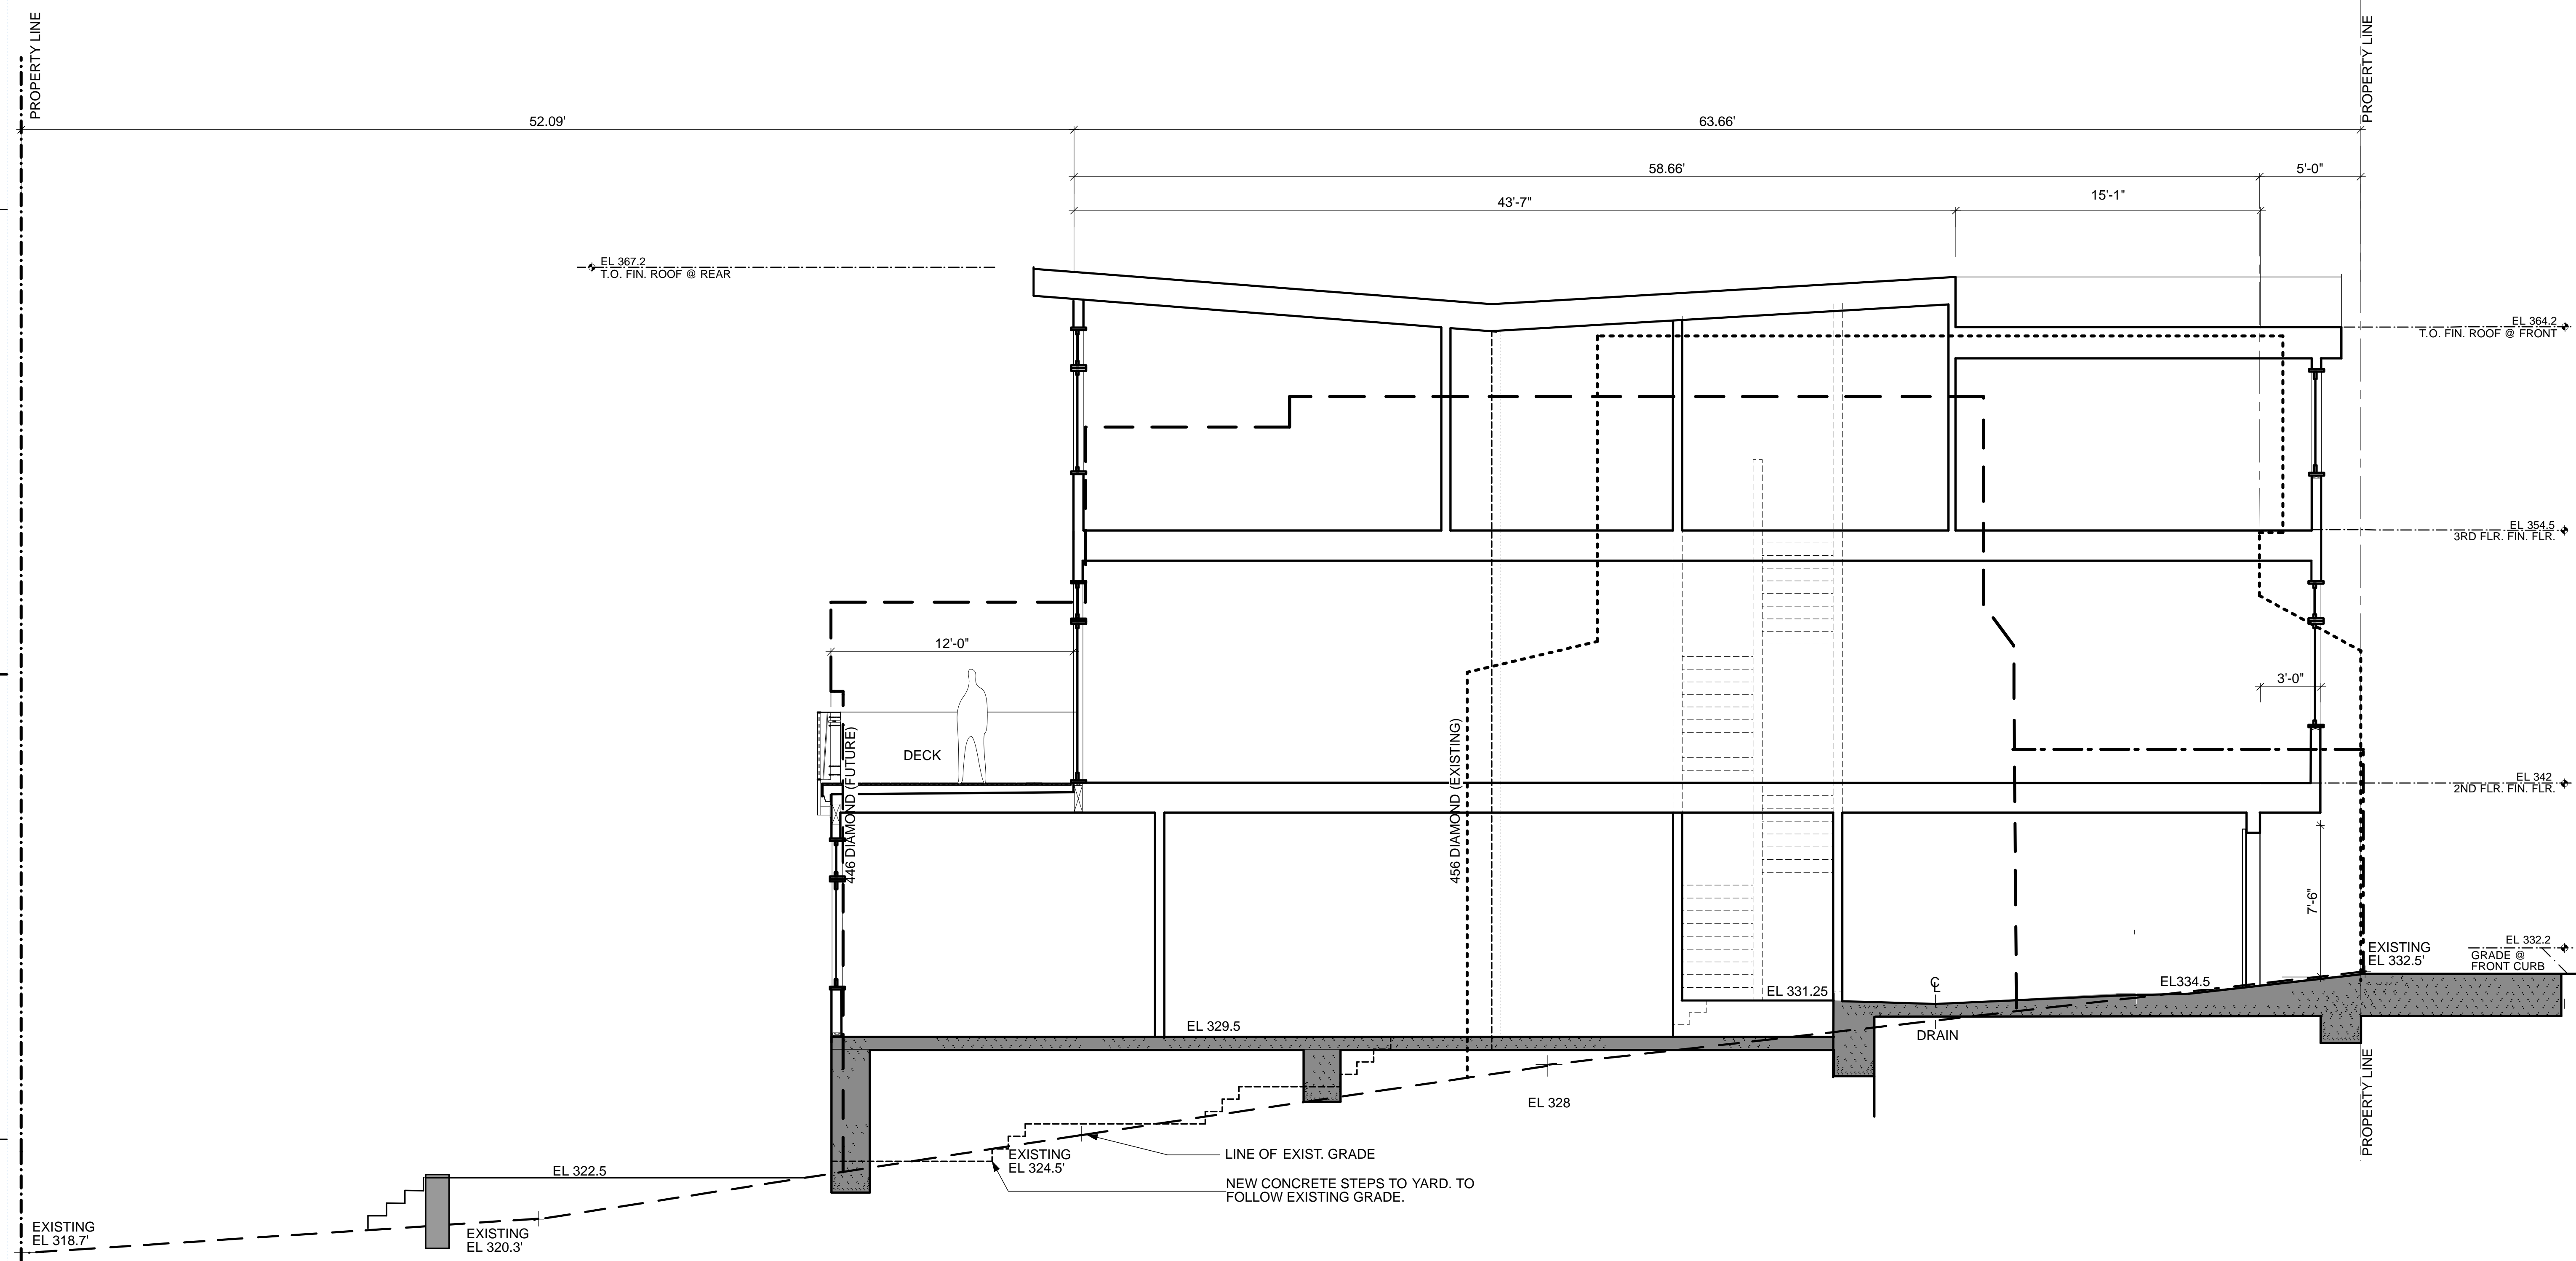 PROPERTY LINE
PROPERTY LINE
52.09'
63.66'
58.66'
5'-0"
43'-7"
15'-1"
EL 367.2
T.O. FIN. ROOF @ REAR
EL 364.2
T.O. FIN. ROOF @ FRONT
EL 354.5
3RD FLR. FIN. FLR.
12'-0"
3'-0"
DECK
446 DIAMOND (FUTURE)
456 DIAMOND (EXISTING)
EL 342
2ND FLR. FIN. FLR.
7'-6"
EXISTING
EL 332.5'
EL 332.2
GRADE @
FRONT CURB
EL 331.25
CL
EL334.5
EL 329.5
DRAIN
EL 328
PROPERTY LINE
LINE OF EXIST. GRADE
EXISTING
EL 324.5'
EL 322.5
NEW CONCRETE STEPS TO YARD. TO
FOLLOW EXISTING GRADE.
EXISTING
EL 318.7'
EXISTING
EL 320.3'